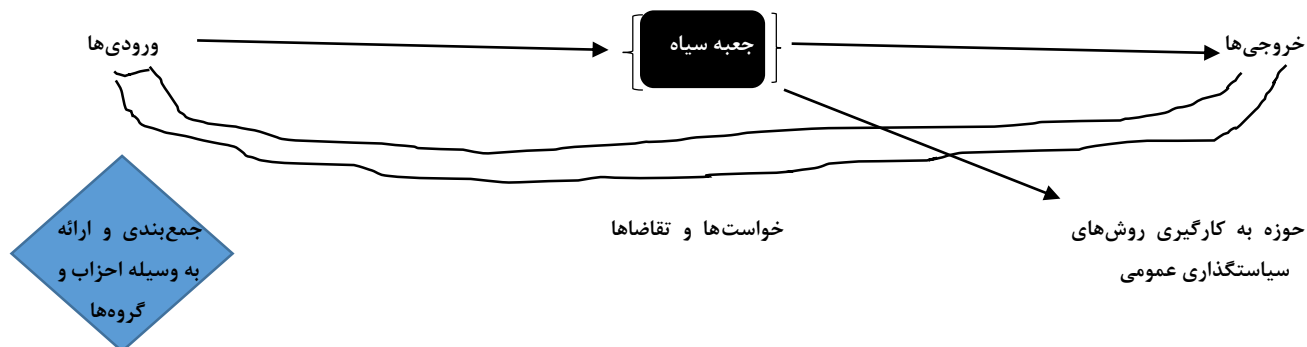 ورودی‌ها
جعبه سیاه
خروجی‌ها
جمع‌بندی و ارائه
به وسیله احزاب و
گروه‌ها
خواست‌ها و تقاضاها
حوزه به کارگیری روش‌های
سیاستگذاری عمومی